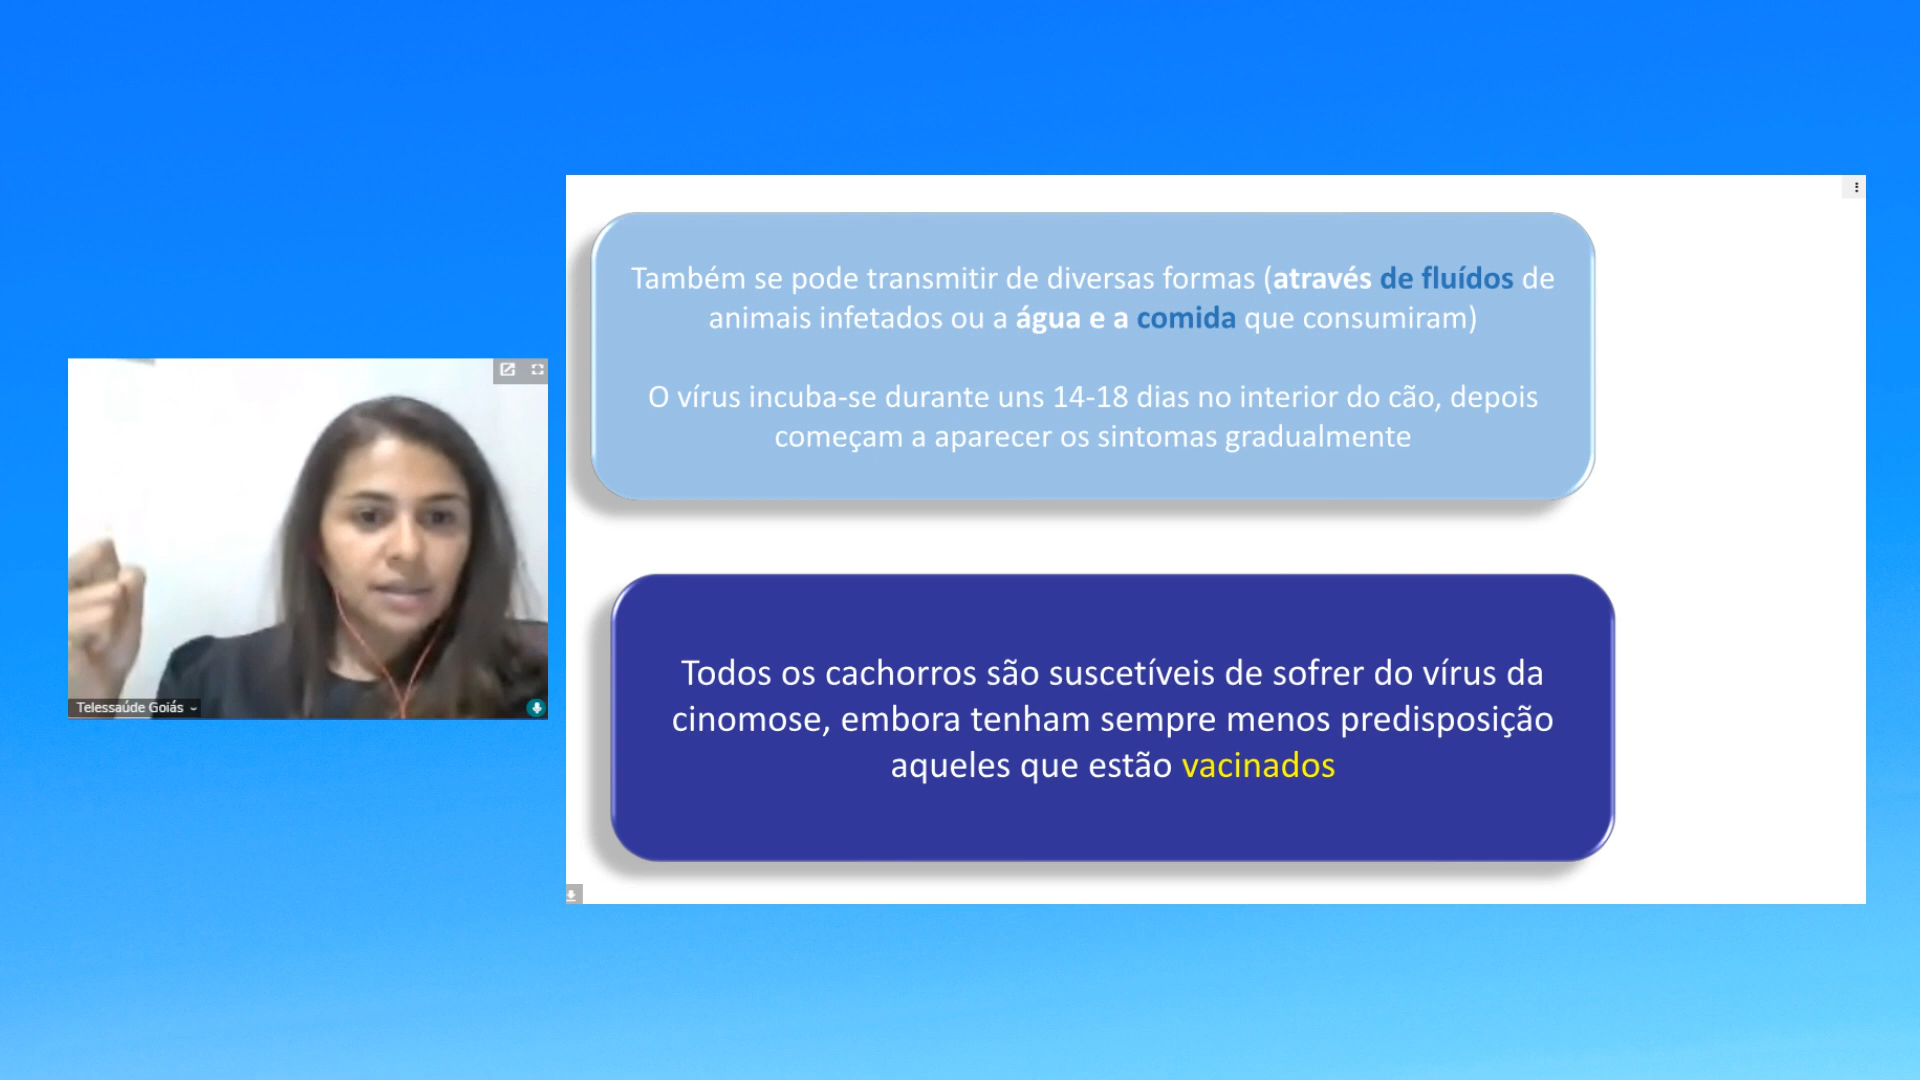 Também se pode transmitir de diversas formas (através de fluídos de
animais infetados ou a água e a comida que consumiram)
O vírus incuba-se durante uns 14-18 dias no interior do cão, depois
começam a aparecer os sintomas gradualmente
Todos os cachorros são suscetíveis de sofrer do vírus da
cinomose, embora tenham sempre menos predisposição
aqueles que estão vacinados
Telessaúde Goiás